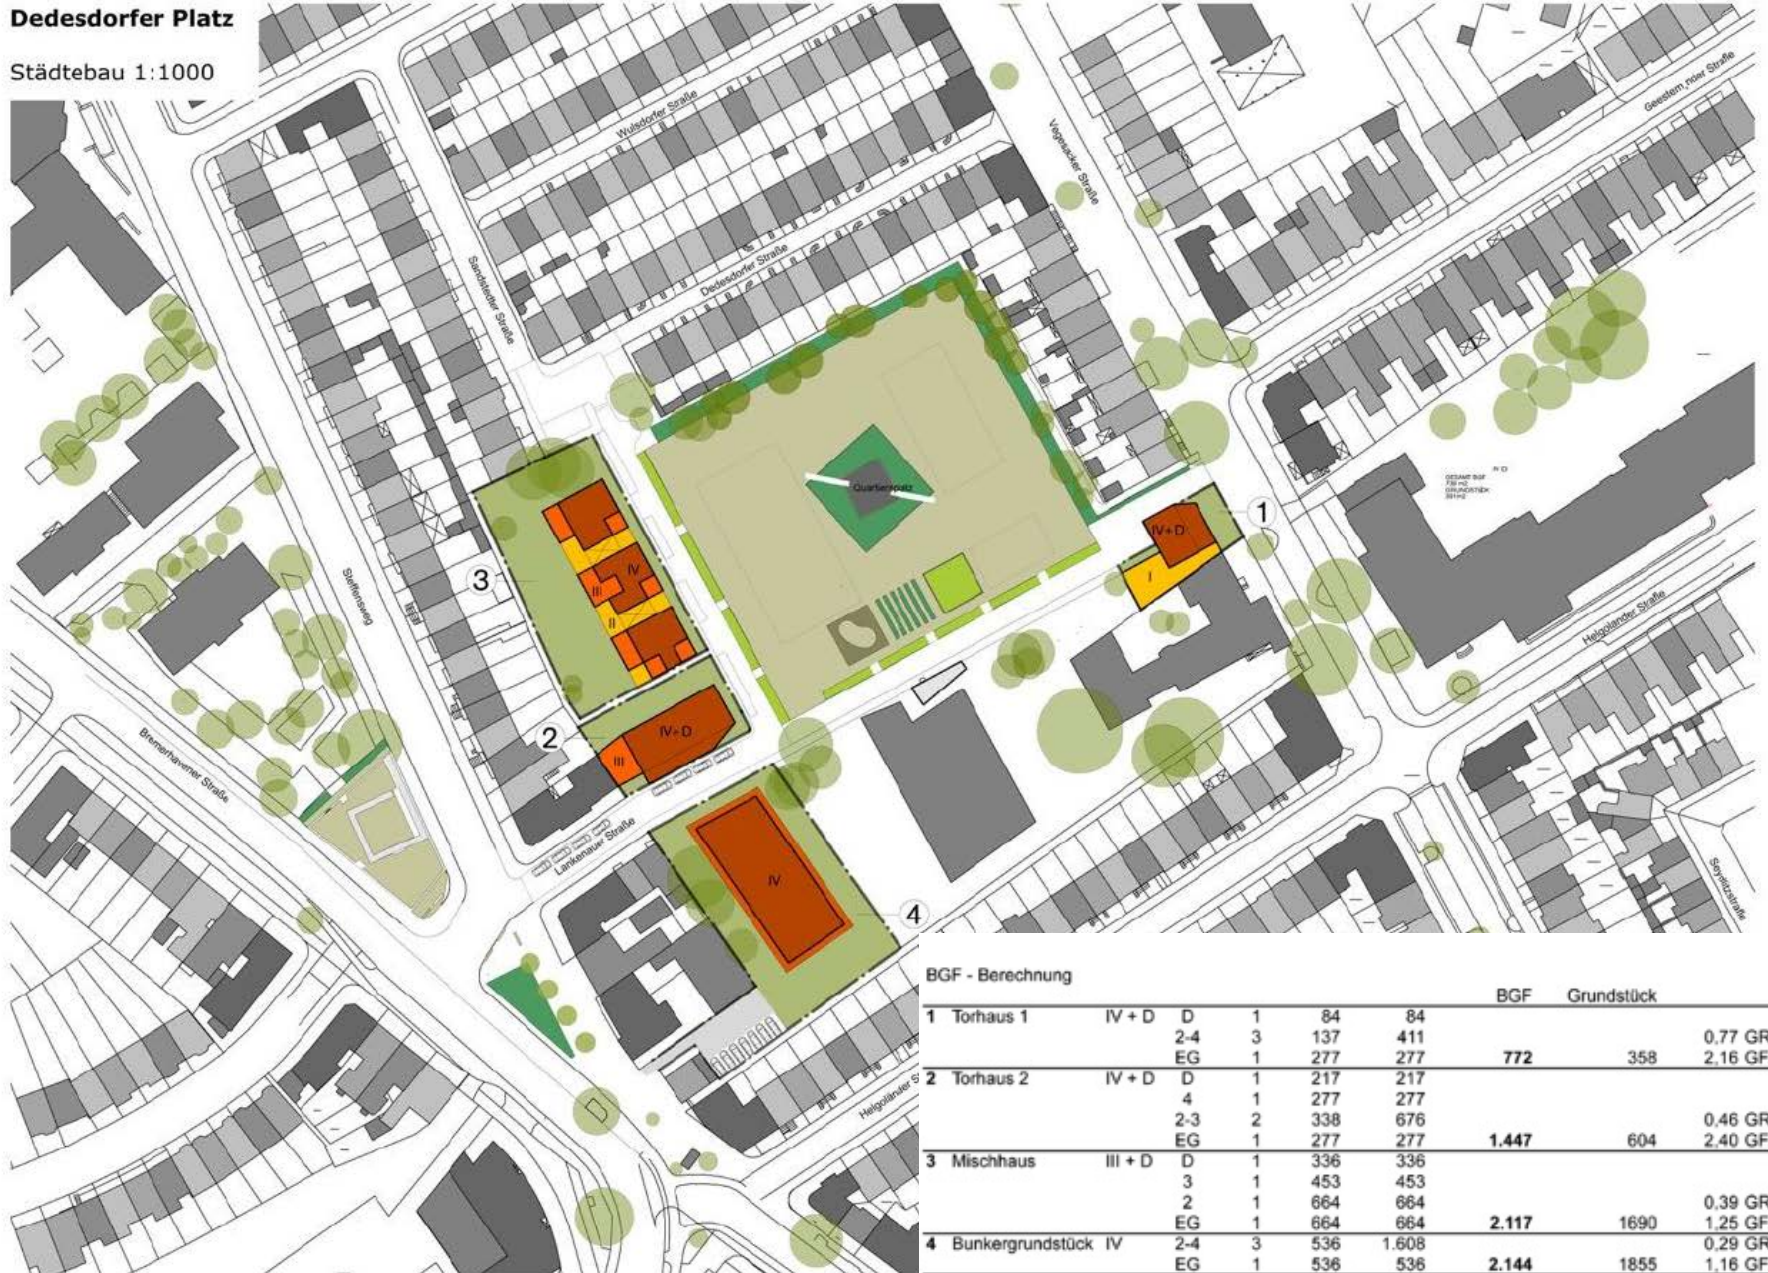 Dedesdorfer Platz
Städtebau 1:1000
Wulsdorfer Straße
Vegesacker Straße
Dedesdorfer Straße
Sandstedter Straße
Steffensweg
Bremerhavener Straße
Lankenauer Straße
Helgolander Straße
Seydlitzstraße
Quartiersplatz
1
IV+D
I
3
IV
III
II
2
IV+D
III
4
IV
GESAMT BGF
GRUNDSTÜCK
BGF - Berechnung
BGF Grundstück
1 Torhaus 1 IV + D D 1 84 84
2-4 3 137 411 0,77 GR
EG 1 277 277 772 358 2,16 GF
2 Torhaus 2 IV + D D 1 217 217
4 1 277 277
2-3 2 338 676 0,46 GR
EG 1 277 277 1.447 604 2,40 GF
3 Mischhaus III + D D 1 336 336
3 1 453 453
2 1 664 664 0,39 GR
EG 1 664 664 2.117 1690 1,25 GF
4 Bunkergrundstück IV 2-4 3 536 1.608 0,29 GR
EG 1 536 536 2.144 1855 1,16 GF